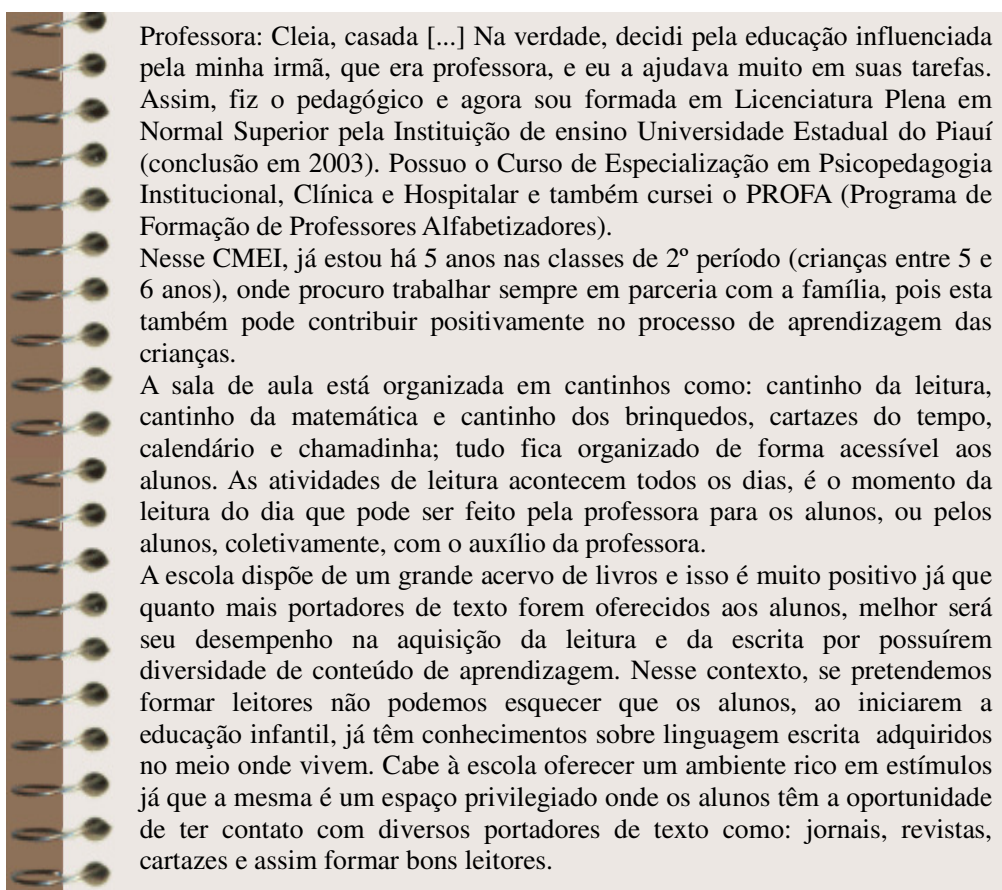 Professora: Cleia, casada [...] Na verdade, decidi pela educação influenciada
pela minha irmã, que era professora, e eu a ajudava muito em suas tarefas.
Assim, fiz o pedagógico e agora sou formada em Licenciatura Plena em
Normal Superior pela Instituição de ensino Universidade Estadual do Piauí
(conclusão em 2003). Possuo o Curso de Especialização em Psicopedagogia
Institucional, Clínica e Hospitalar e também cursei o PROFA (Programa de
Formação de Professores Alfabetizadores).
Nesse CMEI, já estou há 5 anos nas classes de 2º período (crianças entre 5 e
6 anos), onde procuro trabalhar sempre em parceria com a família, pois esta
também pode contribuir positivamente no processo de aprendizagem das
crianças.
A sala de aula está organizada em cantinhos como: cantinho da leitura,
cantinho da matemática e cantinho dos brinquedos, cartazes do tempo,
calendário e chamadinha; tudo fica organizado de forma acessível aos
alunos. As atividades de leitura acontecem todos os dias, é o momento da
leitura do dia que pode ser feito pela professora para os alunos, ou pelos
alunos, coletivamente, com o auxílio da professora.
A escola dispõe de um grande acervo de livros e isso é muito positivo já que
quanto mais portadores de texto forem oferecidos aos alunos, melhor será
seu desempenho na aquisição da leitura e da escrita por possuírem
diversidade de conteúdo de aprendizagem. Nesse contexto, se pretendemos
formar leitores não podemos esquecer que os alunos, ao iniciarem a
educação infantil, já têm conhecimentos sobre linguagem escrita adquiridos
no meio onde vivem. Cabe à escola oferecer um ambiente rico em estímulos
já que a mesma é um espaço privilegiado onde os alunos têm a oportunidade
de ter contato com diversos portadores de texto como: jornais, revistas,
cartazes e assim formar bons leitores.